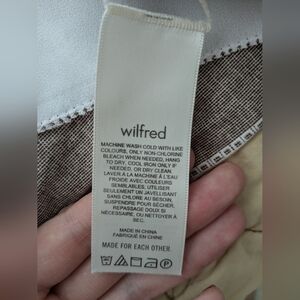 wilfred
MACHINE WASH COLD WITH LIKE
COLOURS, ONLY NON-CHLORINE
BLEACH WHEN NEEDED, HANG
TO DRY, COOL IRON ONLY IF
NEEDED, OR DRY CLEAN.
LAVER A LA MACHINE A L'EAU
FROIDE AVEC COULEURS
SEMBLABLES, UTILISER
SEULEMENT UN JAVELLISANT
SANS CHLORE AU BESOIN,
SUSPENDRE POUR SÉCHER,
REPASSAGE DOUX SI
NÉCESSAIRE, OU NETTOYER À
SEC.
MADE IN CHINA
FABRIQUÉ EN CHINE
MADE FOR EACH OTHER.